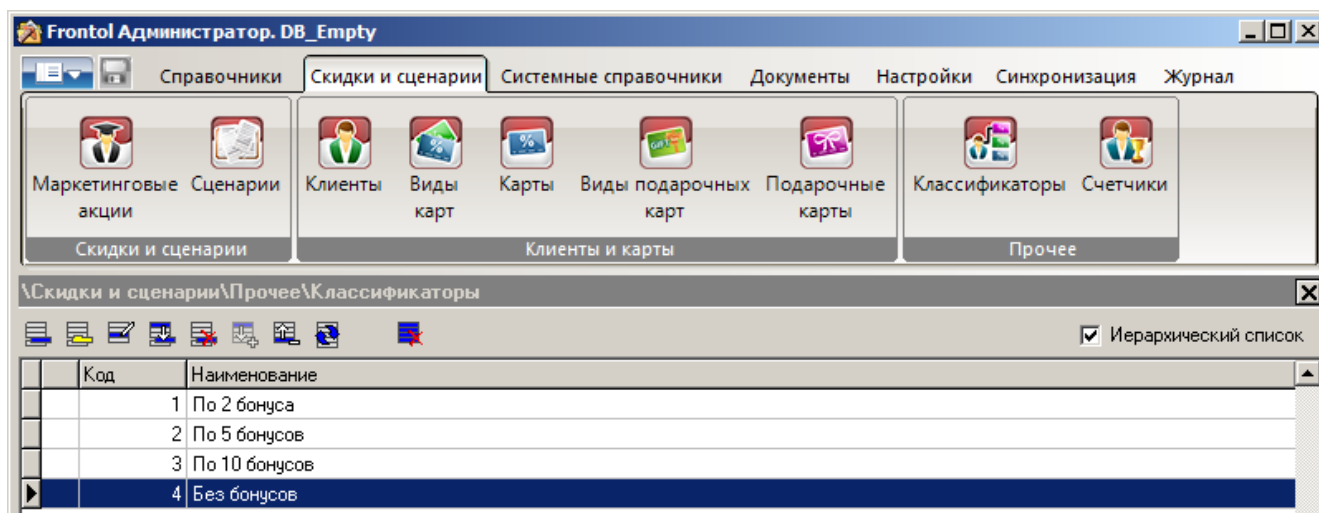 Frontol Администратор. DB_Empty
Справочники Скидки и сценарии Системные справочники Документы Настройки Синхронизация Журнал
Маркетинговые акции Сценарии Клиенты Виды карт Карты Виды подарочных карт Подарочные карты Классификаторы Счетчики
Скидки и сценарии Клиенты и карты Прочее
\Скидки и сценарии\Прочее\Классификаторы
Иерархический список
Код Наименование
1 По 2 бонуса
2 По 5 бонусов
3 По 10 бонусов
4 Без бонусов